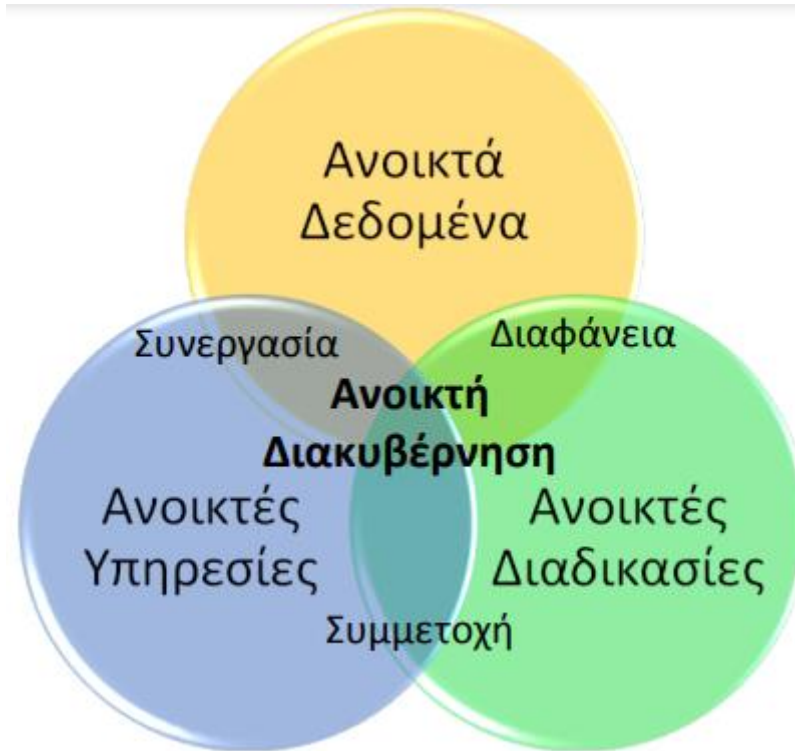 Ανοικτά
Δεδομένα
Συνεργασία
Διαφάνεια
Ανοικτή
Διακυβέρνηση
Ανοικτές
Υπηρεσίες
Ανοικτές
Διαδικασίες
Συμμετοχή